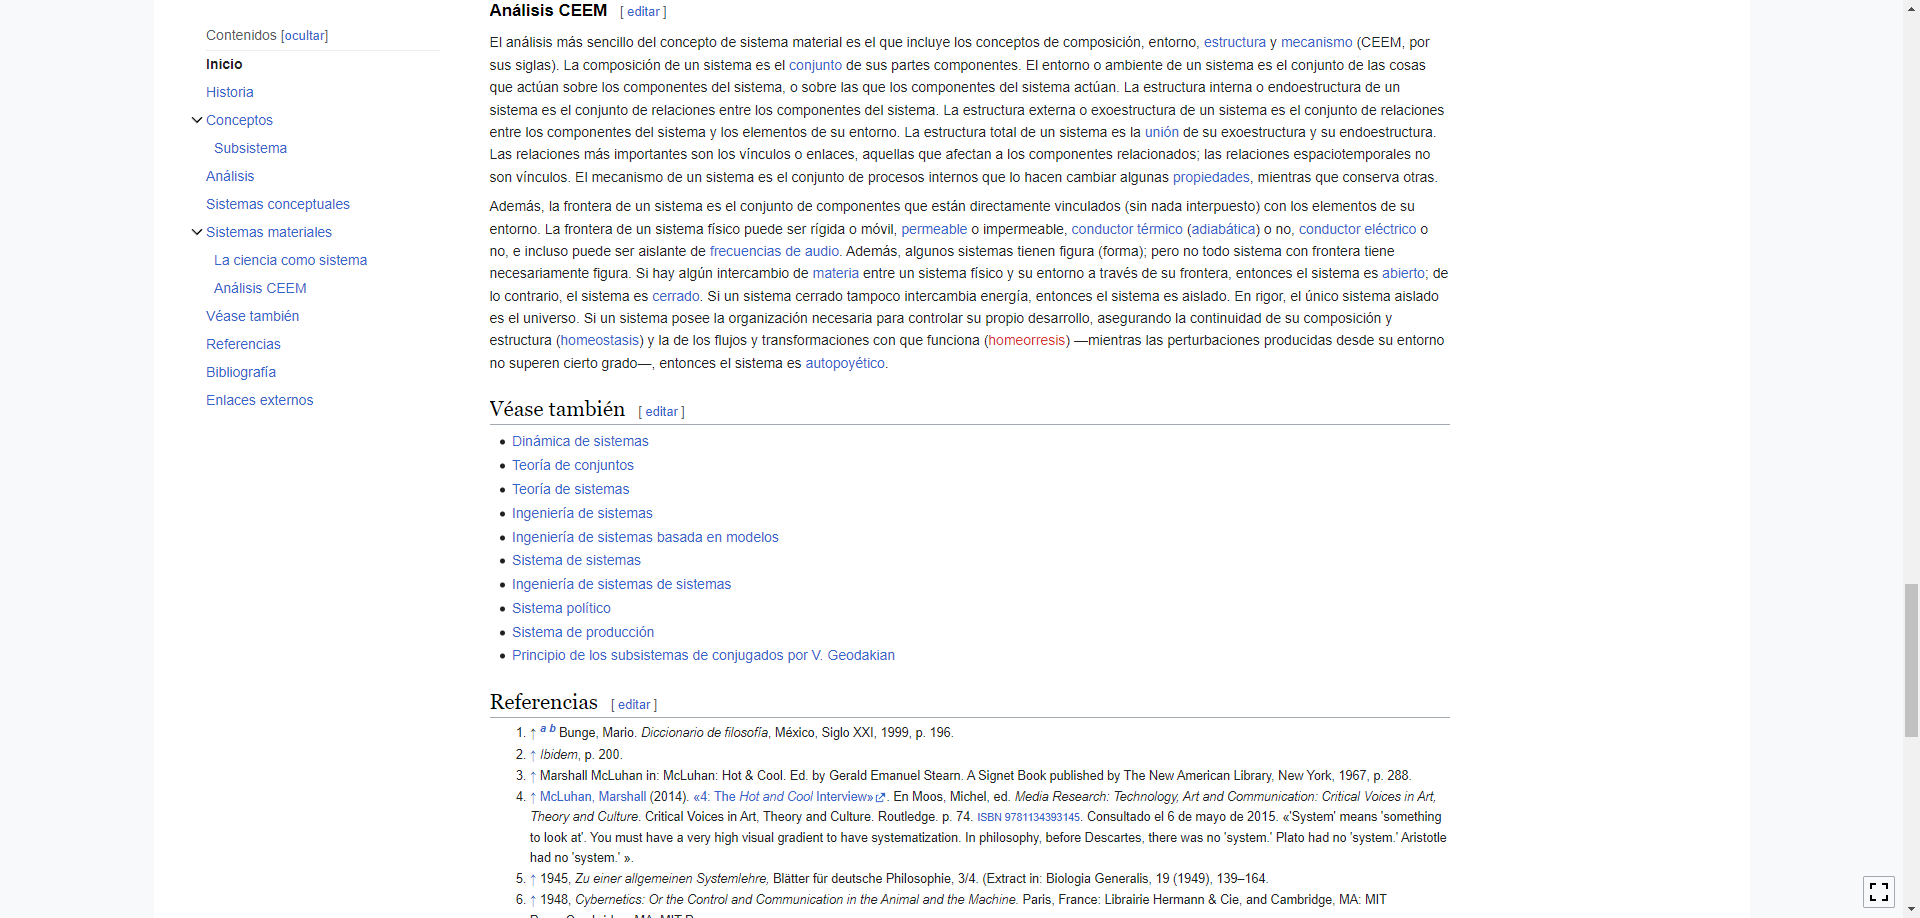 Contenidos [ocultar]
Inicio
Historia
Conceptos
Subsistema
Análisis
Sistemas conceptuales
Sistemas materiales
La ciencia como sistema
Análisis CEEM
Véase también
Referencias
Bibliografía
Enlaces externos
Análisis CEEM [ editar ]
El análisis más sencillo del concepto de sistema material es el que incluye los conceptos de composición, entorno, estructura y mecanismo (CEEM, por
sus siglas). La composición de un sistema es el conjunto de sus partes componentes. El entorno o ambiente de un sistema es el conjunto de las cosas
que actúan sobre los componentes del sistema, o sobre las que los componentes del sistema actúan. La estructura interna o endoestructura de un
sistema es el conjunto de relaciones entre los componentes del sistema. La estructura externa o exoestructura de un sistema es el conjunto de relaciones
entre los componentes del sistema y los elementos de su entorno. La estructura total de un sistema es la unión de su exoestructura y su endoestructura.
Las relaciones más importantes son los vínculos o enlaces, aquellas que afectan a los componentes relacionados; las relaciones espaciotemporales no
son vínculos. El mecanismo de un sistema es el conjunto de procesos internos que lo hacen cambiar algunas propiedades, mientras que conserva otras.
Además, la frontera de un sistema es el conjunto de componentes que están directamente vinculados (sin nada interpuesto) con los elementos de su
entorno. La frontera de un sistema físico puede ser rígida o móvil, permeable o impermeable, conductor térmico (adiabática) o no, conductor eléctrico o
no, e incluso puede ser aislante de frecuencias de audio. Además, algunos sistemas tienen figura (forma); pero no todo sistema con frontera tiene
necesariamente figura. Si hay algún intercambio de materia entre un sistema físico y su entorno a través de su frontera, entonces el sistema es abierto; de
lo contrario, el sistema es cerrado. Si un sistema cerrado tampoco intercambia energía, entonces el sistema es aislado. En rigor, el único sistema aislado
es el universo. Si un sistema posee la organización necesaria para controlar su propio desarrollo, asegurando la continuidad de su composición y
estructura (homeostasis) y la de los flujos y transformaciones con que funciona (homeorresis) —mientras las perturbaciones producidas desde su entorno
no superen cierto grado—, entonces el sistema es autopoyético.
Véase también [ editar ]
• Dinámica de sistemas
• Teoría de conjuntos
• Teoría de sistemas
• Ingeniería de sistemas
• Ingeniería de sistemas basada en modelos
• Sistema de sistemas
• Ingeniería de sistemas de sistemas
• Sistema político
• Sistema de producción
• Principio de los subsistemas de conjugados por V. Geodakian
Referencias [ editar ]
1. ↑ a b Bunge, Mario. Diccionario de filosofía, México, Siglo XXI, 1999, p. 196.
2. ↑ Ibidem, p. 200.
3. ↑ Marshall McLuhan in: McLuhan: Hot & Cool. Ed. by Gerald Emanuel Stearn. A Signet Book published by The New American Library, New York, 1967, p. 288.
4. ↑ McLuhan, Marshall (2014). «4: The Hot and Cool Interview». En Moos, Michel, ed. Media Research: Technology, Art and Communication: Critical Voices in Art,
Theory and Culture. Critical Voices in Art, Theory and Culture. Routledge. p. 74. ISBN 9781134393145. Consultado el 6 de mayo de 2015. «'System' means 'something
to look at'. You must have a very high visual gradient to have systematization. In philosophy, before Descartes, there was no 'system.' Plato had no 'system.' Aristotle
had no 'system.' ».
5. ↑ 1945, Zu einer allgemeinen Systemlehre, Blätter für deutsche Philosophie, 3/4. (Extract in: Biologia Generalis, 19 (1949), 139–164.
6. ↑ 1948, Cybernetics: Or the Control and Communication in the Animal and the Machine. Paris, France: Librairie Hermann & Cie, and Cambridge, MA: MIT